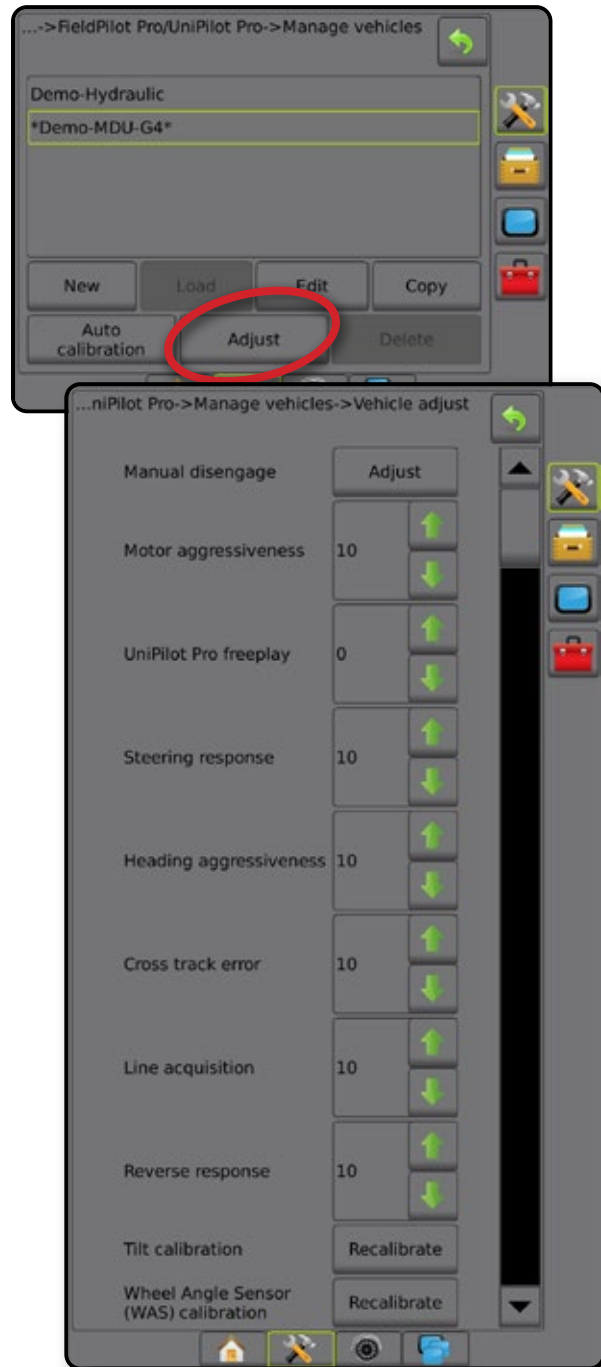 ...->FieldPilot Pro/UniPilot Pro->Manage vehicles
Demo-Hydraulic
*Demo-MDU-G4*
New
Load
Edit
Copy
Auto
calibration
Adjust
Delete
...niPilot Pro->Manage vehicles->Vehicle adjust
Manual disengage
Adjust
Motor aggressiveness
10
UniPilot Pro freeplay
0
Steering response
10
Heading aggressiveness
10
Cross track error
10
Line acquisition
10
Reverse response
10
Tilt calibration
Recalibrate
Wheel Angle Sensor
(WAS) calibration
Recalibrate